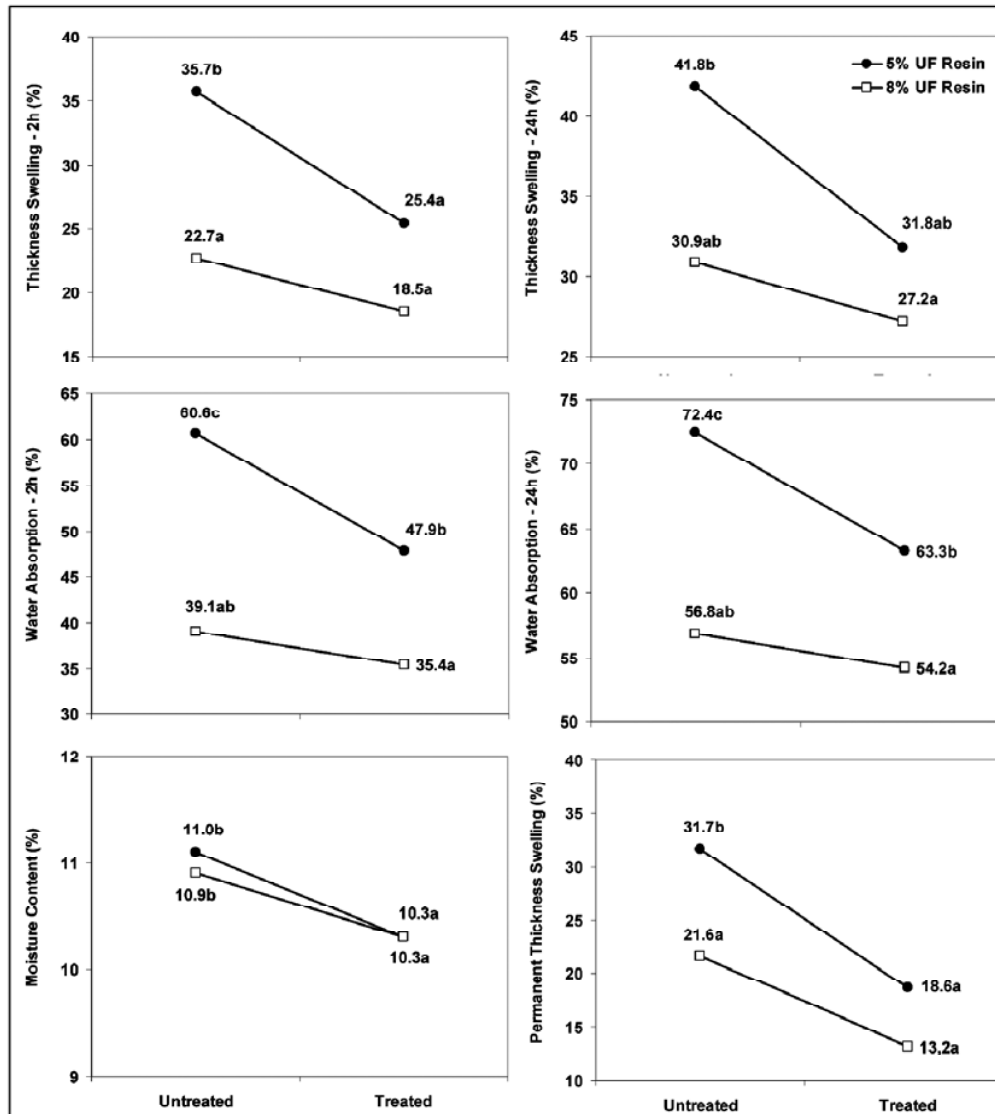 Thickness Swelling - 2h (%)
40
35
30
25
20
15
35.7b
25.4a
22.7a
18.5a
Thickness Swelling - 24h (%)
45
40
35
30
25
41.8b
31.8ab
30.9ab
27.2a
5% UF Resin
8% UF Resin
Water Absorption - 2h (%)
65
60
55
50
45
40
35
30
60.6c
47.9b
39.1ab
35.4a
Water Absorption - 24h (%)
75
70
65
60
55
50
72.4c
63.3b
56.8ab
54.2a
Moisture Content (%)
12
11
10
9
11.0b
10.9b
10.3a
10.3a
Untreated
Treated
Permanent Thickness Swelling (%)
40
35
30
25
20
15
10
31.7b
21.6a
18.6a
13,2a
Untreated
Treated